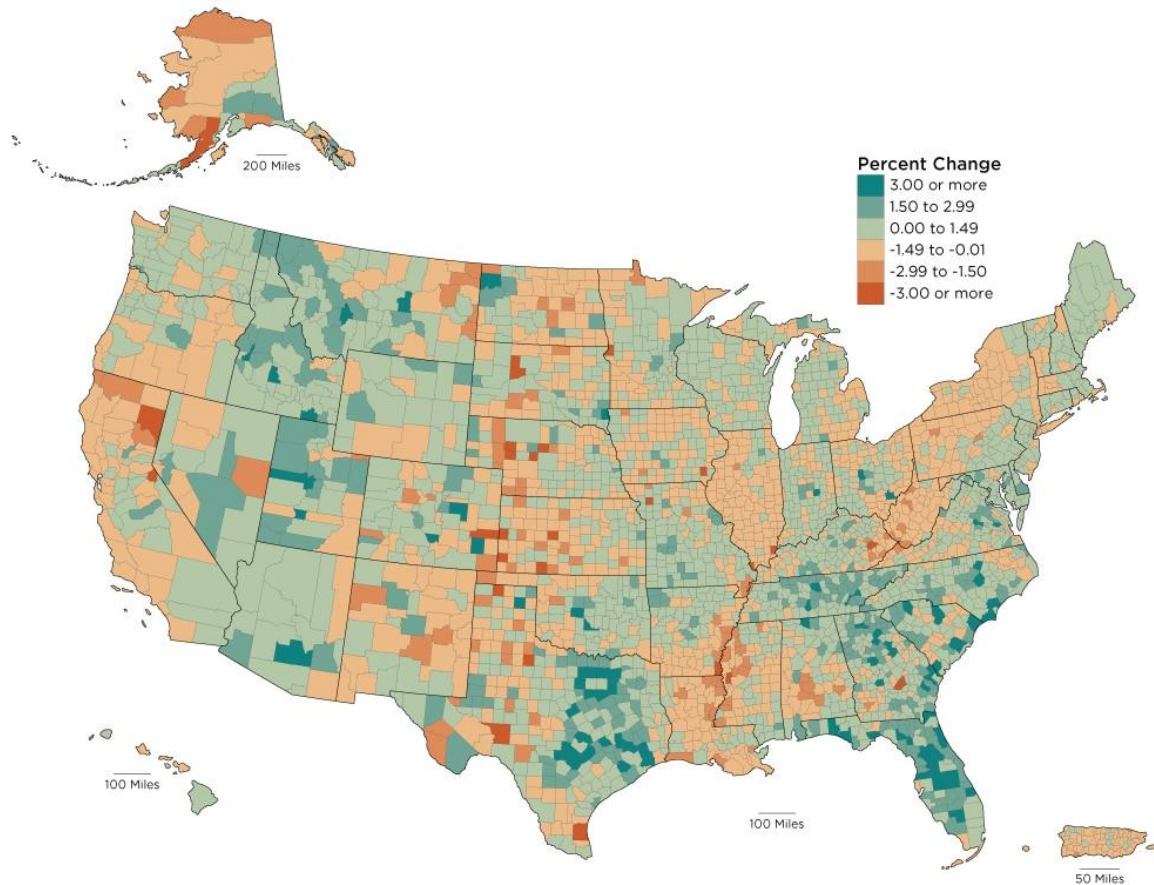 200 Miles
Percent Change
3.00 or more
1.50 to 2.99
0.00 to 1.49
-1.49 to -0.01
-2.99 to -1.50
-3.00 or more
100 Miles
100 Miles
50 Miles